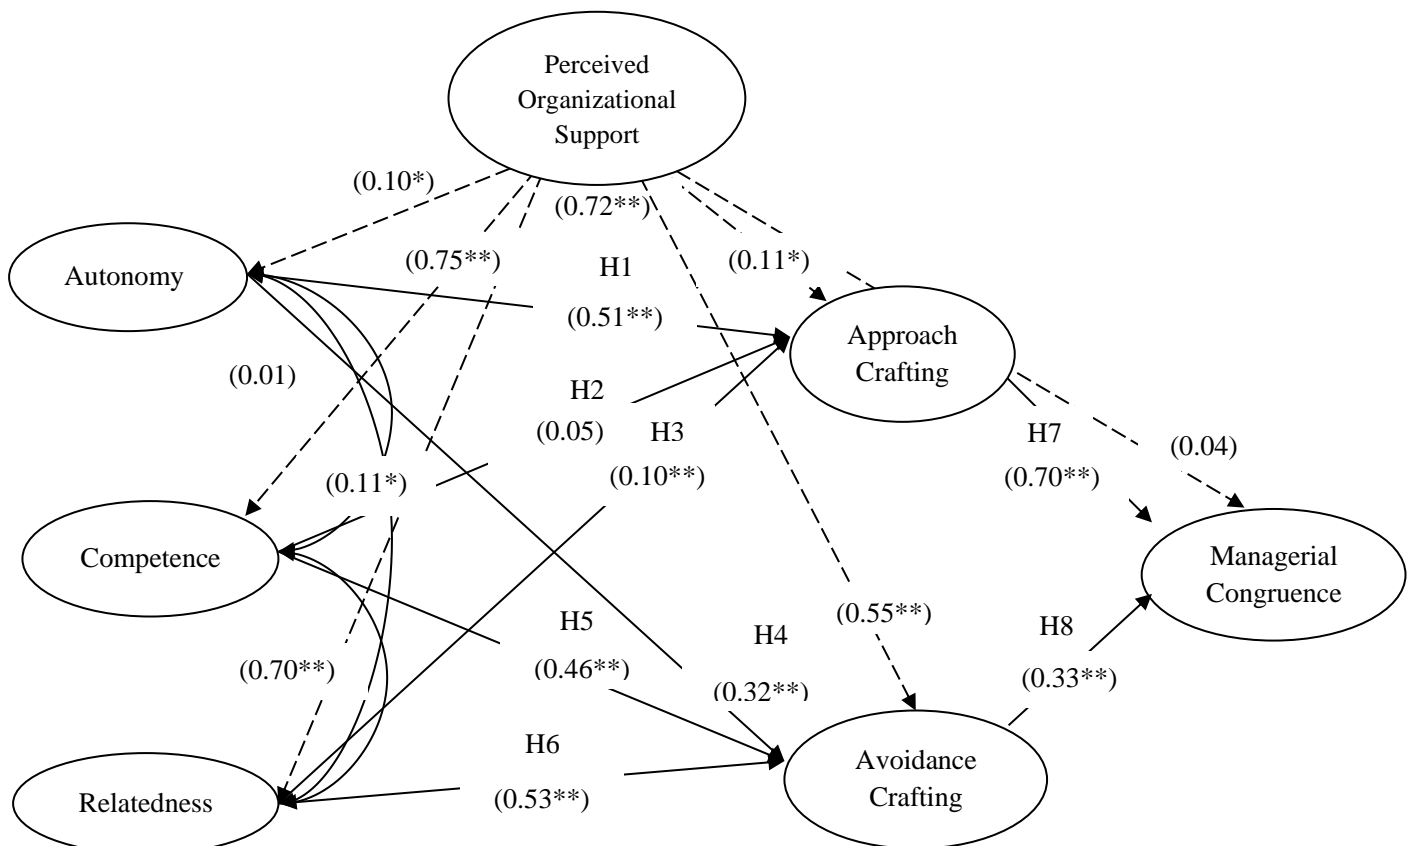 Perceived
Organizational
Support
(0.10*)
(0.72**)
(0.75**)
H1
(0.11*)
Autonomy
(0.51**)
Approach
Crafting
(0.01)
H2
(0.05)
H3
H7
(0.04)
(0.11*)
(0.10**)
(0.70**)
Competence
Managerial
Congruence
H5
H4
(0.55**)
H8
(0.70**)
(0.46**)
(0.32**)
(0.33**)
H6
Avoidance
Crafting
Relatedness
(0.53**)